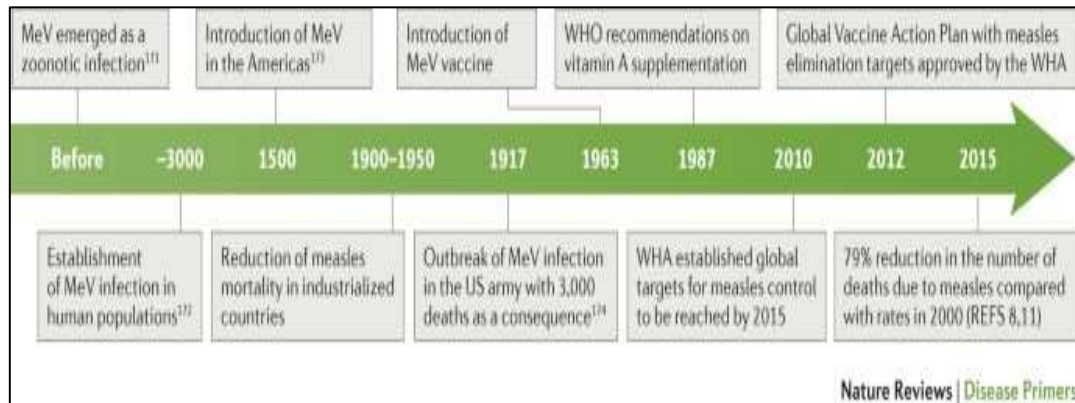 MeV emerged as a
zoonotic infection¹⁷¹
Introduction of MeV
in the Americas¹⁷³
Introduction of
MeV vaccine
WHO recommendations on
vitamin A supplementation
Global Vaccine Action Plan with measles
elimination targets approved by the WHA
Before ~3000 1500 1900–1950 1917 1963 1987 2010 2012 2015
Establishment
of MeV infection in
human populations¹⁷²
Reduction of measles
mortality in industrialized
countries
Outbreak of MeV infection
in the US army with 3,000
deaths as a consequence¹⁷⁴
WHA established global
targets for measles control
to be reached by 2015
79% reduction in the number of
deaths due to measles compared
with rates in 2000 (REFS 8,11)
Nature Reviews | Disease Primers